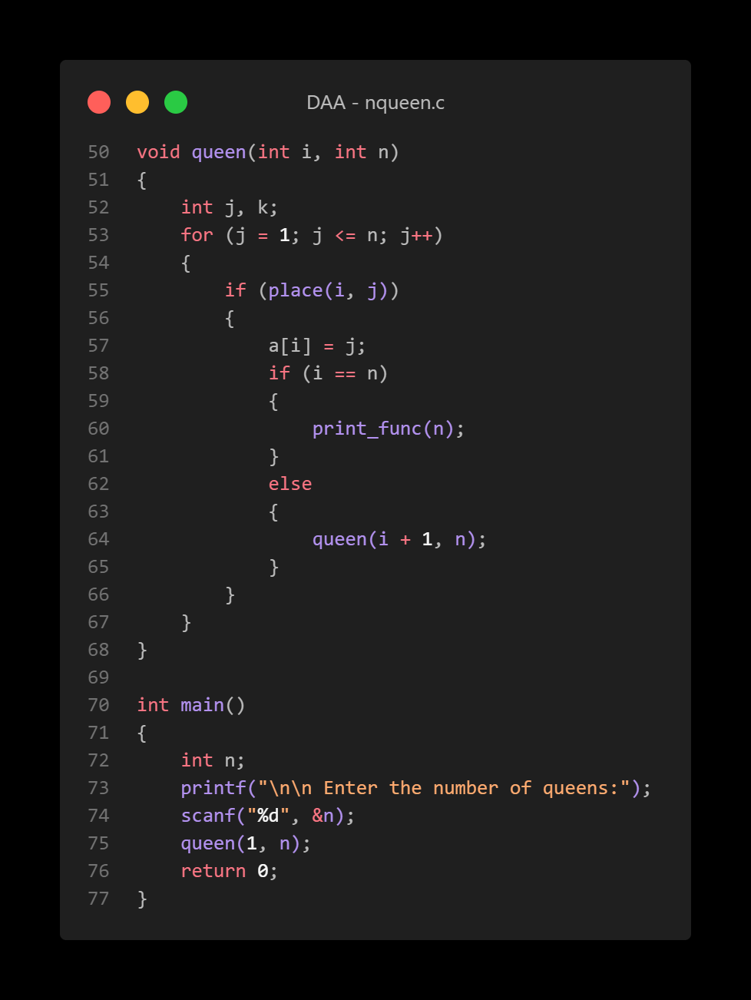 DAA - nqueen.c
50 void queen(int i, int n)
51 {
52     int j, k;
53     for (j = 1; j <= n; j++)
54     {
55         if (place(i, j))
56         {
57             a[i] = j;
58             if (i == n)
59             {
60                 print_func(n);
61             }
62             else
63             {
64                 queen(i + 1, n);
65             }
66         }
67     }
68 }
69
70 int main()
71 {
72     int n;
73     printf("\n\n Enter the number of queens:");
74     scanf("%d", &n);
75     queen(1, n);
76     return 0;
77 }